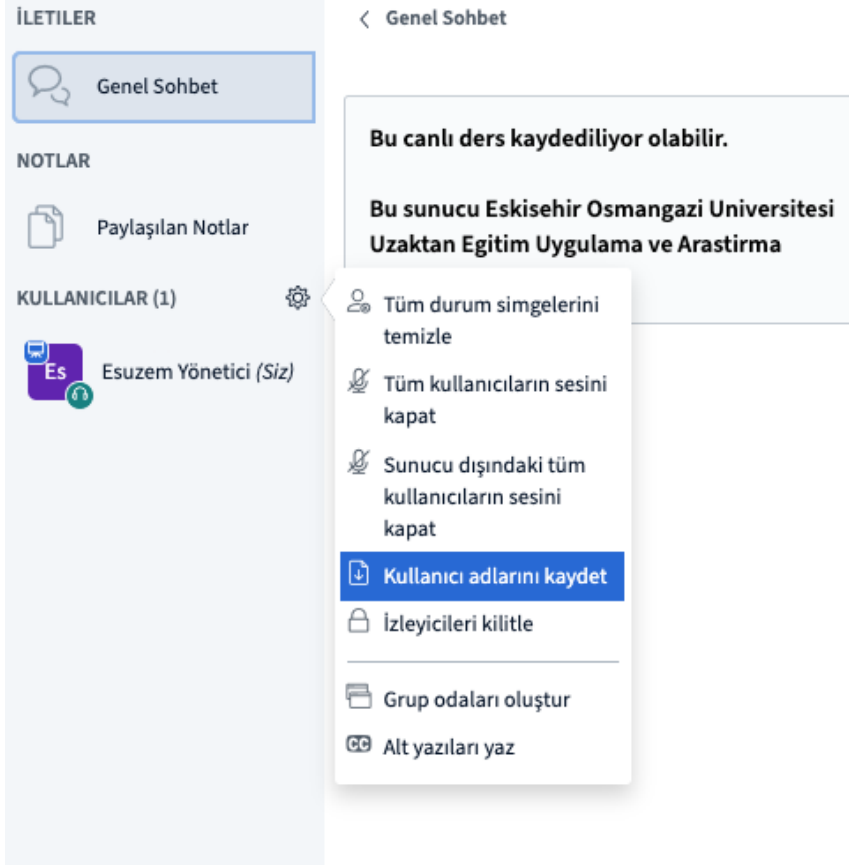 İLETILER
Genel Sohbet
NOTLAR
Paylaşılan Notlar
KULLANICILAR (1)
Es
Esuzem Yönetici (Siz)
Genel Sohbet
Bu canlı ders kaydediliyor olabilir.
Bu sunucu Eskisehir Osmangazi Universitesi
Uzaktan Egitim Uygulama ve Arastirma
Tüm durum simgelerini
temizle
Tüm kullanıcıların sesini
kapat
Sunucu dışındaki tüm
kullanıcıların sesini
kapat
Kullanıcı adlarını kaydet
İzleyicileri kilitle
Grup odaları oluştur
CC Alt yazıları yaz